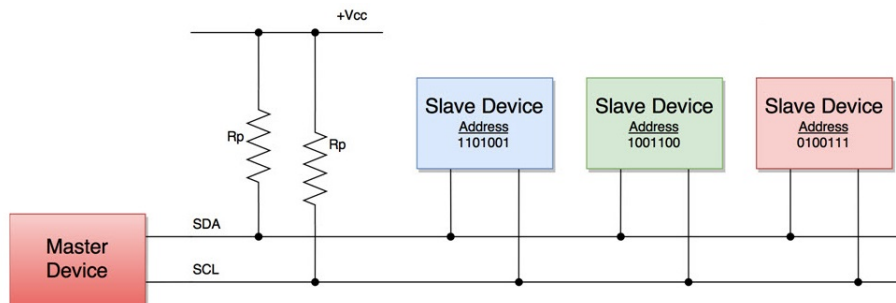 +Vcc
Rp
Rp
Slave Device
Address
1101001
Slave Device
Address
1001100
Slave Device
Address
0100111
SDA
SCL
Master
Device